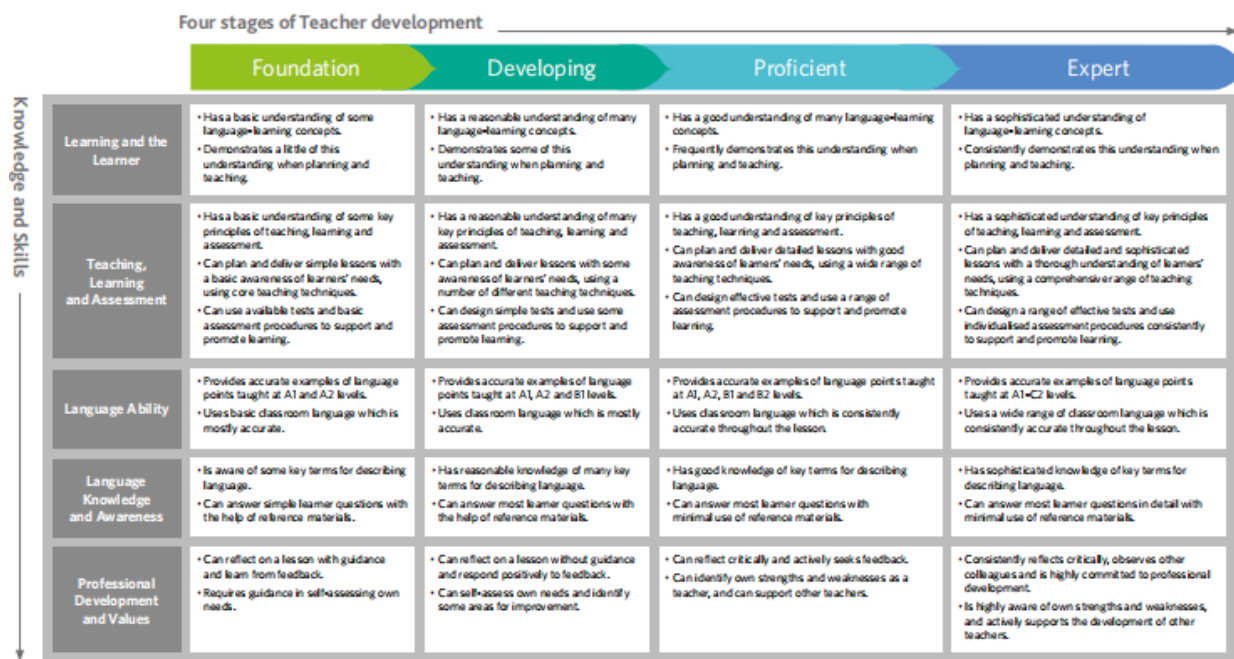 Four stages of Teacher development
Knowledge and Skills
Foundation
Developing
Proficient
Expert
Learning and the
Learner
• Has a basic understanding of some
language-learning concepts.
• Demonstrates a little of this
understanding when planning and
teaching.
• Has a reasonable understanding of many
language-learning concepts.
• Demonstrates some of this
understanding when planning and
teaching.
• Has a good understanding of many language-learning
concepts.
• Frequently demonstrates this understanding when
planning and teaching.
• Has a sophisticated understanding of
language-learning concepts.
• Consistently demonstrates this understanding when
planning and teaching.
Teaching,
Learning
and Assessment
• Has a basic understanding of some key
principles of teaching, learning and
assessment.
• Can plan and deliver simple lessons with
a basic awareness of learners' needs,
using core teaching techniques.
• Can use available tests and basic
assessment procedures to support and
promote learning.
• Has a reasonable understanding of many
key principles of teaching, learning and
assessment.
• Can plan and deliver lessons with some
awareness of learners' needs, using a
number of different teaching techniques.
• Can design simple tests and use some
assessment procedures to support and
promote learning.
• Has a good understanding of key principles of
teaching, learning and assessment.
• Can plan and deliver detailed lessons with good
awareness of learners' needs, using a wide range of
teaching techniques.
• Can design effective tests and use a range of
assessment procedures to support and promote
learning.
• Has a sophisticated understanding of key principles
of teaching, learning and assessment.
• Can plan and deliver detailed and sophisticated
lessons with a thorough understanding of learners'
needs, using a comprehensive range of teaching
techniques.
• Can design a range of effective tests and use
individualised assessment procedures consistently
to support and promote learning.
Language Ability
• Provides accurate examples of language
points taught at A1 and A2 levels.
• Uses basic classroom language which is
mostly accurate.
• Provides accurate examples of language
points taught at A1, A2 and B1 levels.
• Uses classroom language which is mostly
accurate.
• Provides accurate examples of language points taught
at A1, A2, B1 and B2 levels.
• Uses classroom language which is consistently
accurate throughout the lesson.
• Provides accurate examples of language points
taught at A1-C2 levels.
• Uses a wide range of classroom language which is
consistently accurate throughout the lesson.
Language
Knowledge
and Awareness
• Is aware of some key terms for describing
language.
• Can answer simple learner questions with
the help of reference materials.
• Has reasonable knowledge of many key
terms for describing language.
• Can answer most learner questions with
the help of reference materials.
• Has good knowledge of key terms for describing
language.
• Can answer most learner questions with
minimal use of reference materials.
• Has sophisticated knowledge of key terms for
describing language.
• Can answer most learner questions in detail with
minimal use of reference materials.
Professional
Development
and Values
• Can reflect on a lesson with guidance
and learn from feedback.
• Requires guidance in self-assessing own
needs.
• Can reflect on a lesson without guidance
and respond positively to feedback.
• Can self-assess own needs and identify
some areas for improvement.
• Can reflect critically and actively seeks feedback.
• Can identify own strengths and weaknesses as a
teacher, and can support other teachers.
• Consistently reflects critically, observes other
colleagues and is highly committed to professional
development.
• Is highly aware of own strengths and weaknesses,
and actively supports the development of other
teachers.